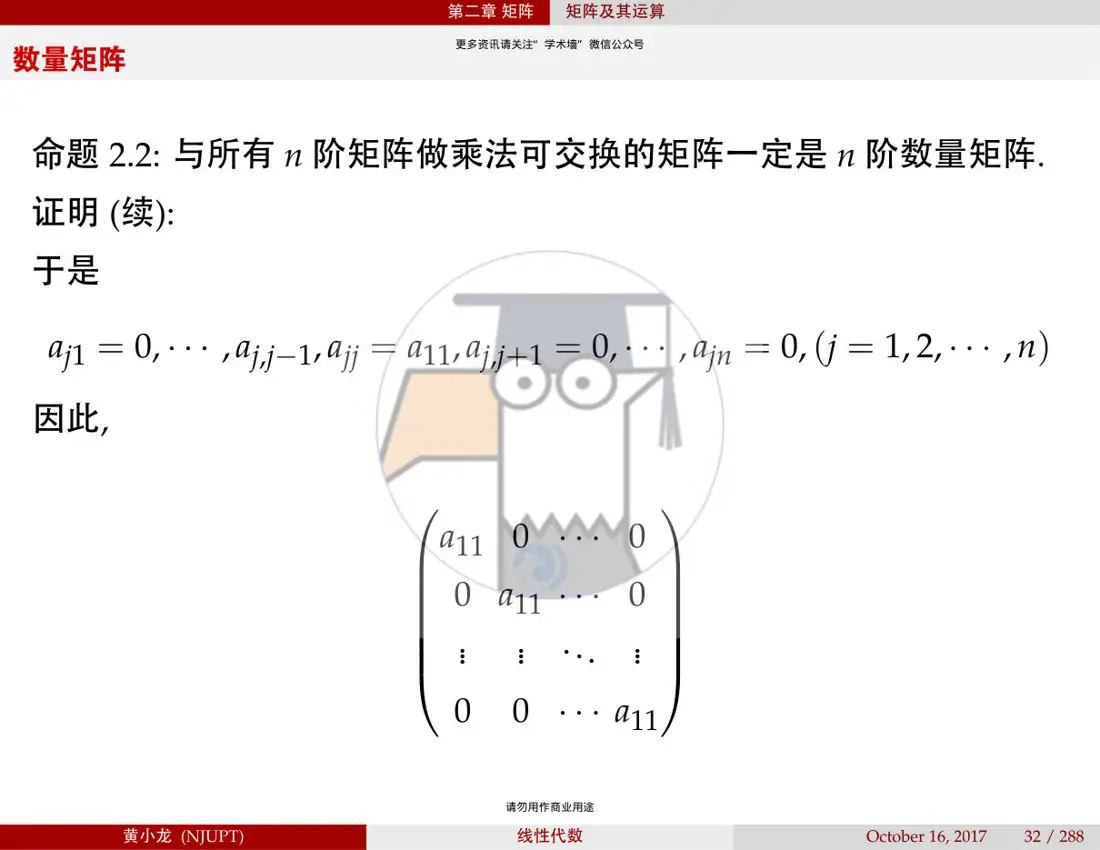 第二章 矩阵 矩阵及其运算
数量矩阵
更多资讯请关注“学术墙”微信公众号
命题 2.2: 与所有 n 阶矩阵做乘法可交换的矩阵一定是 n 阶数量矩阵.
证明 (续):
于是
a_{j1} = 0, ⋯ , a_{j,j−1}, a_{jj} = a_{11}, a_{j,j+1} = 0, ⋯ , a_{jn} = 0, (j = 1, 2, ⋯ , n)
因此,
a_{11} 0 ⋯ 0
0 a_{11} ⋯ 0
⋮ ⋮ ⋱ ⋮
0 0 ⋯ a_{11}
请勿用作商业用途
黄小龙 (NJUPT) 线性代数 October 16, 2017 32 / 288